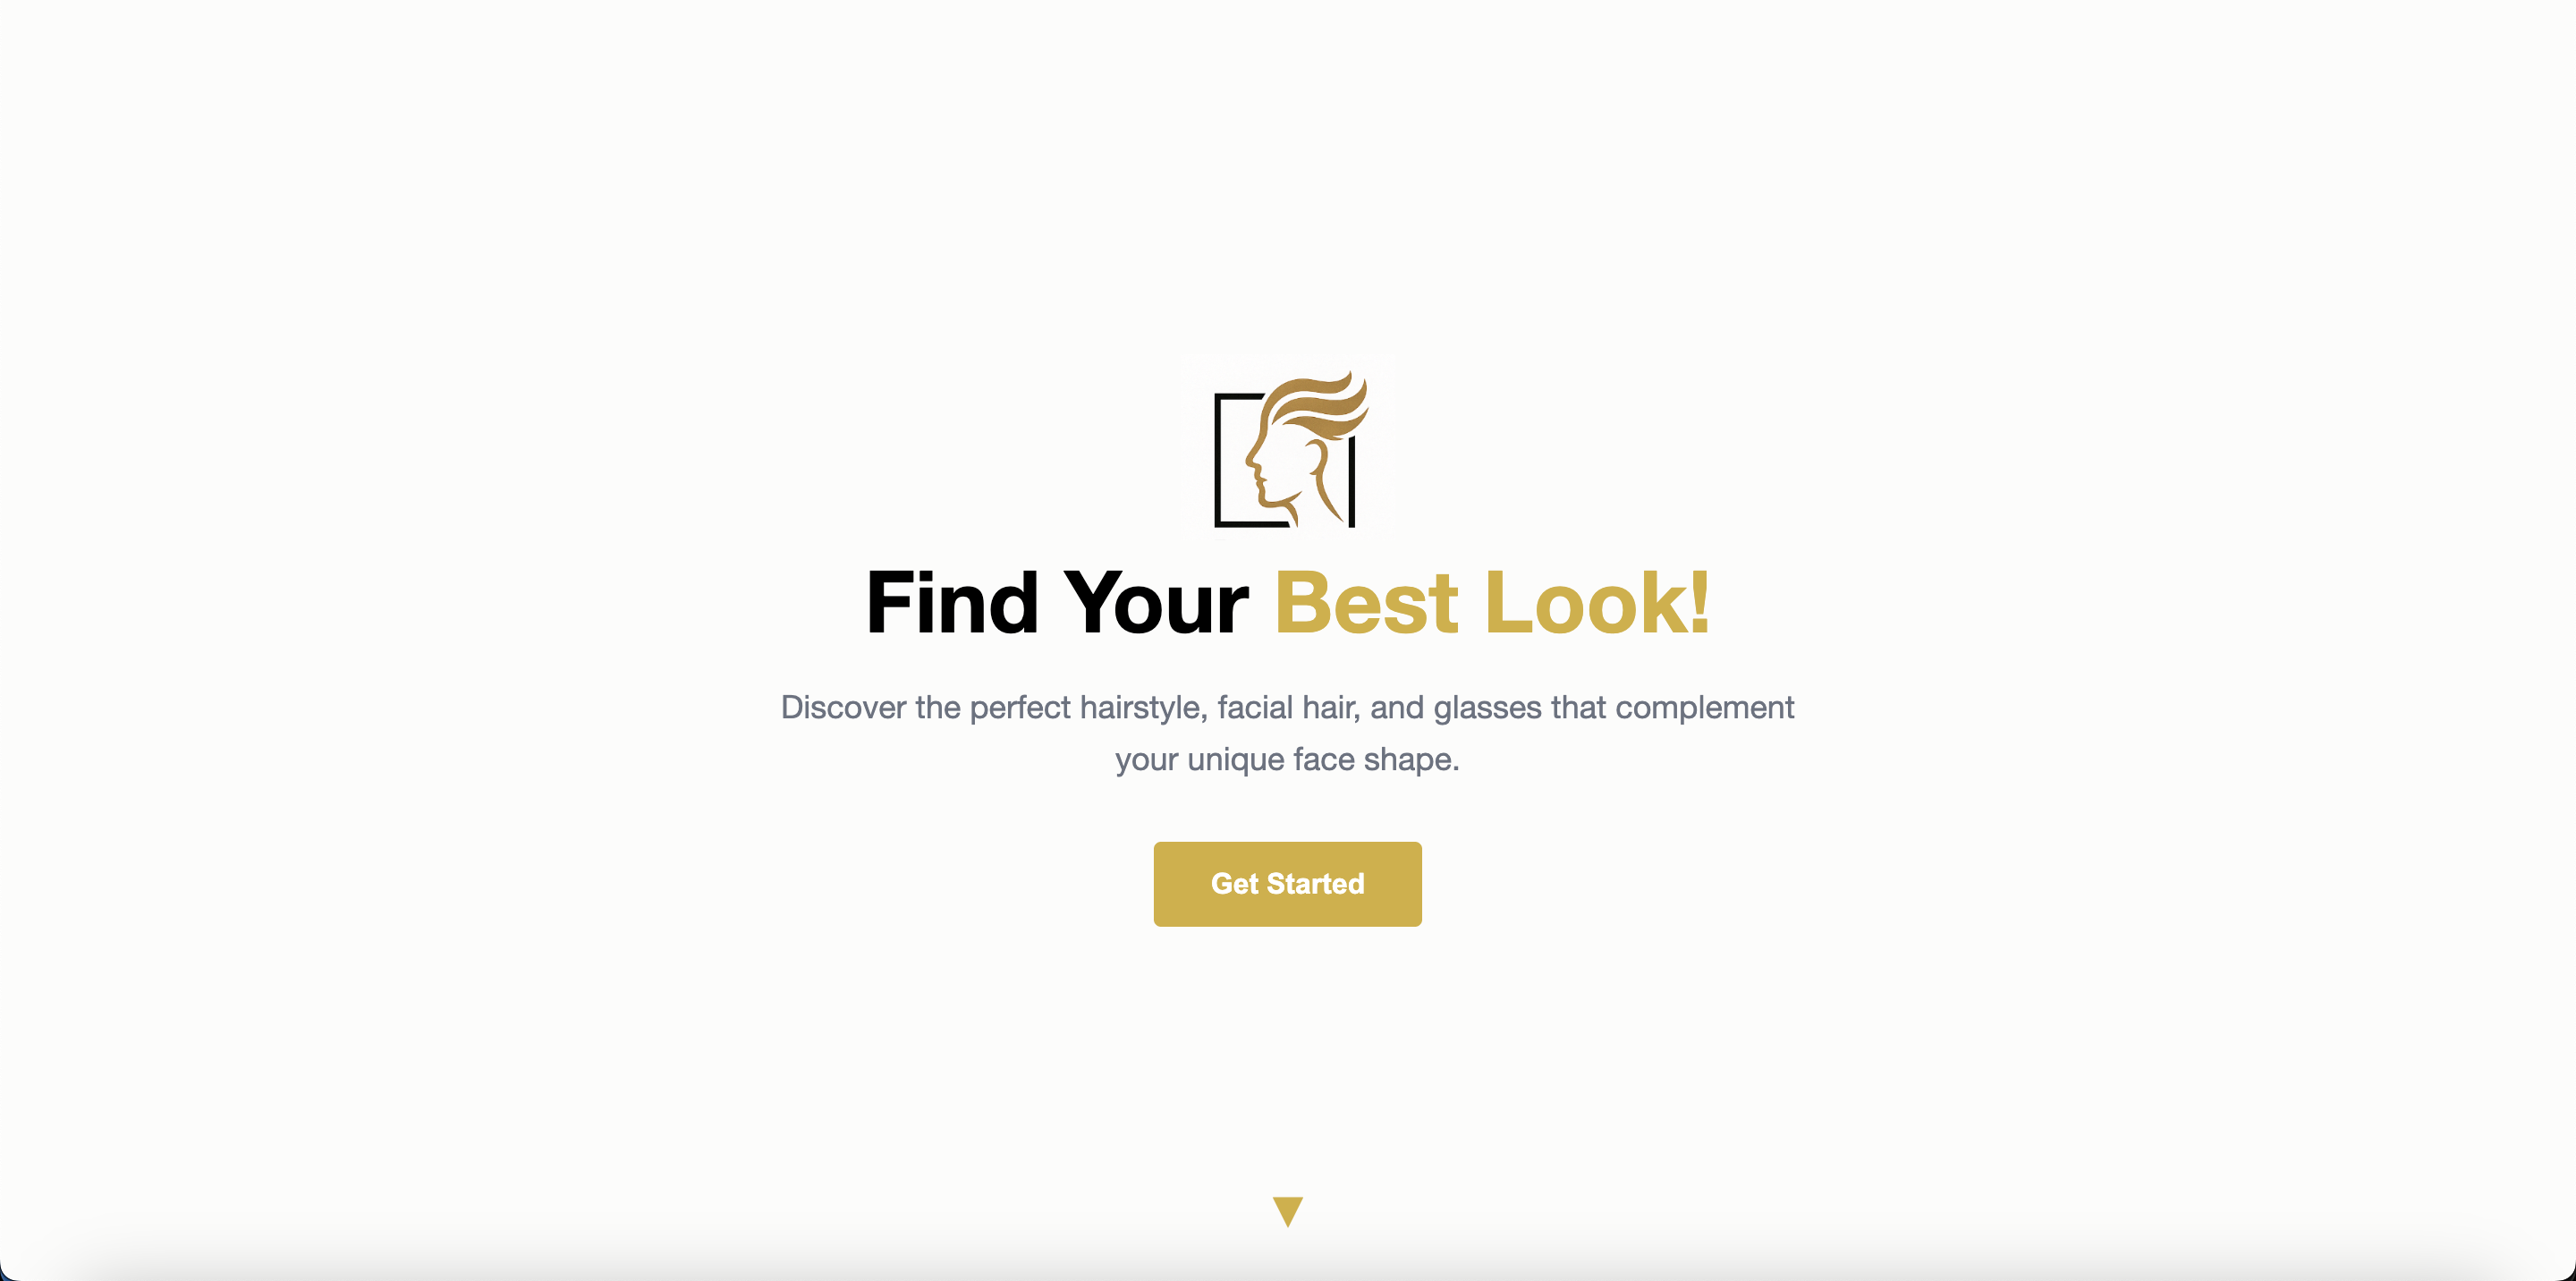 Find Your Best Look!
Discover the perfect hairstyle, facial hair, and glasses that complement
your unique face shape.
Get Started